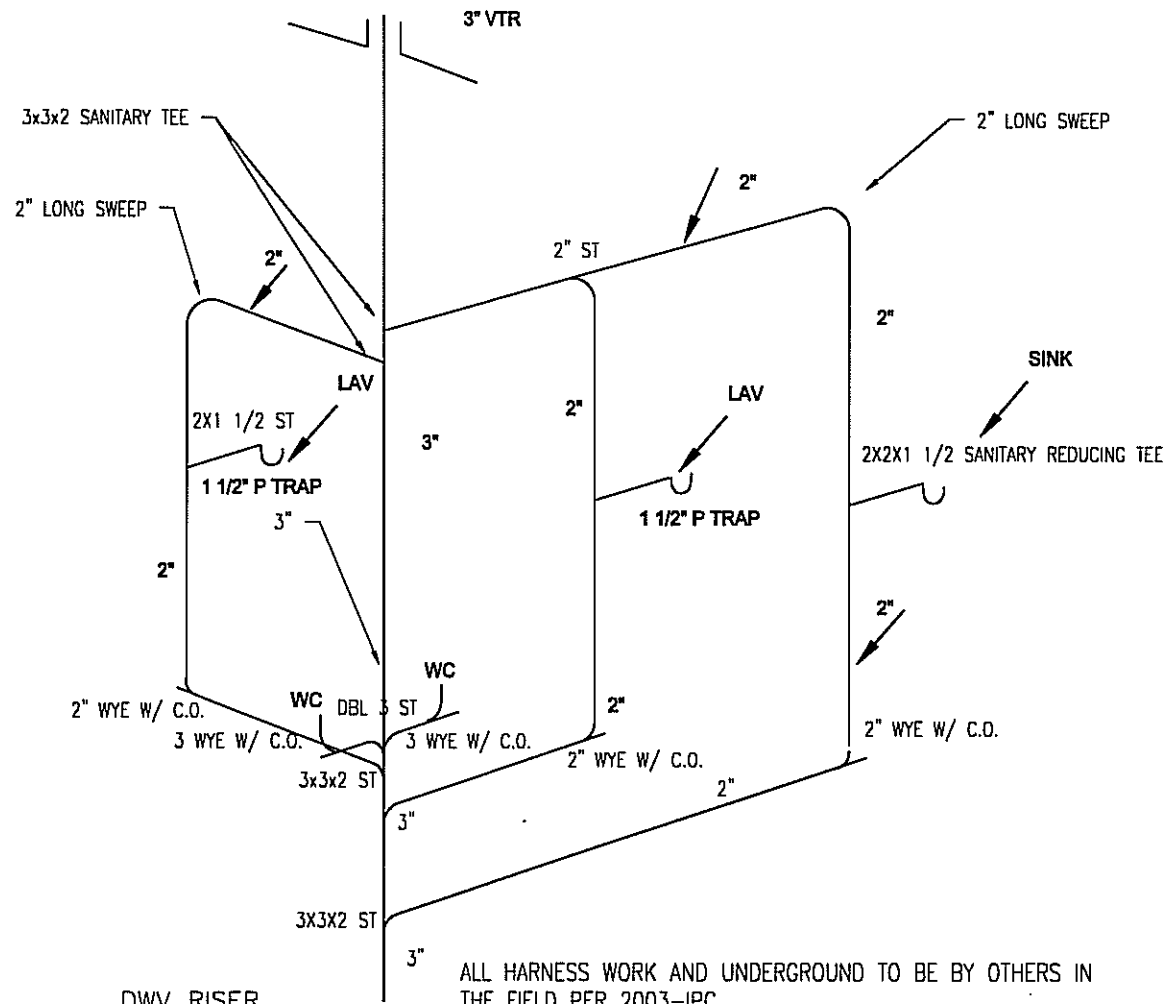 3" VTR
3x3x2 SANITARY TEE
2" LONG SWEEP
2"
2" LONG SWEEP
2" ST
2"
2"
SINK
LAV
LAV
2X1 1/2 ST
3"
2"
2X2X1 1/2 SANITARY REDUCING TEE
1 1/2" P TRAP
1 1/2" P TRAP
3"
2"
2"
WC
WC
DBL 3 ST
2" WYE W/ C.O.
2"
3 WYE W/ C.O.
3 WYE W/ C.O.
2" WYE W/ C.O.
2" WYE W/ C.O.
3x3x2 ST
2"
3"
3X3X2 ST
3"
ALL HARNESS WORK AND UNDERGROUND TO BE BY OTHERS IN
DWV RISER
THE FIELD PER 2003-IPC